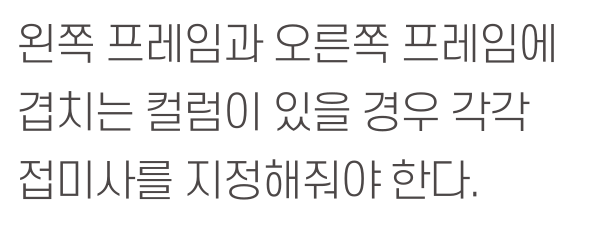 왼쪽 프레임과 오른쪽 프레임에
겹치는 컬럼이 있을 경우 각각
접미사를 지정해줘야 한다.